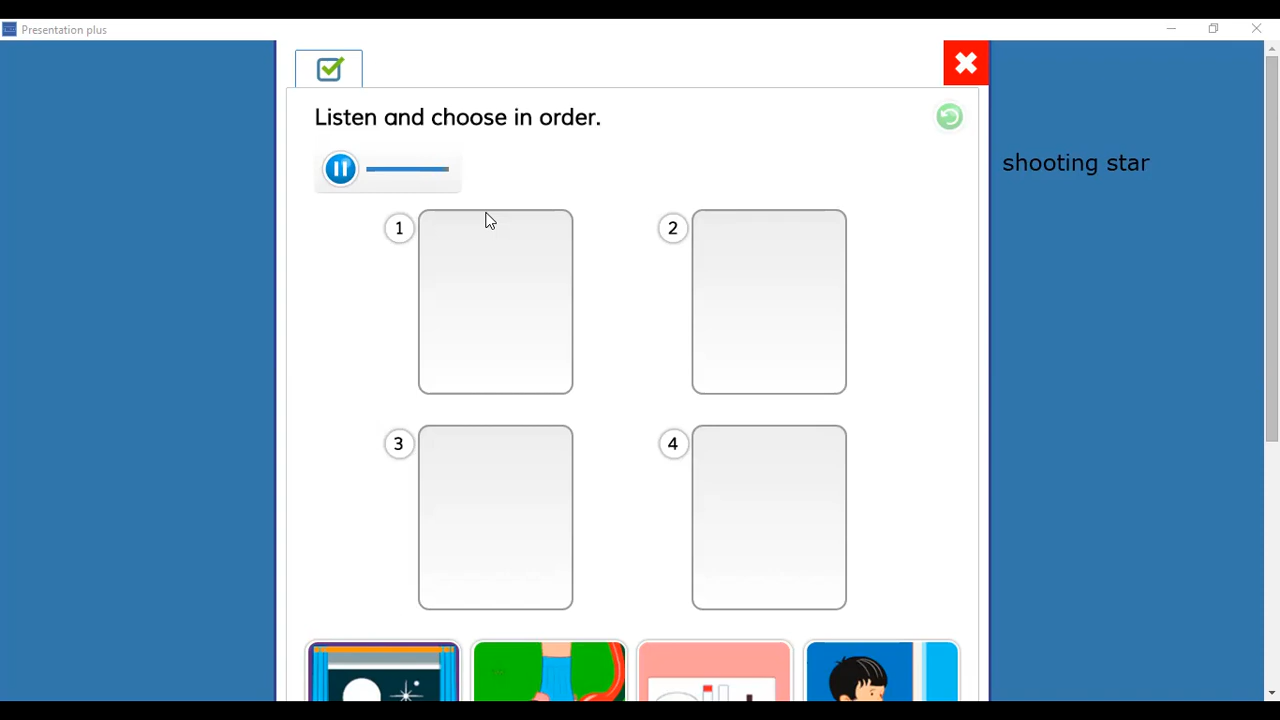 Presentation plus
Listen and choose in order.
shooting star
1
2
3
4